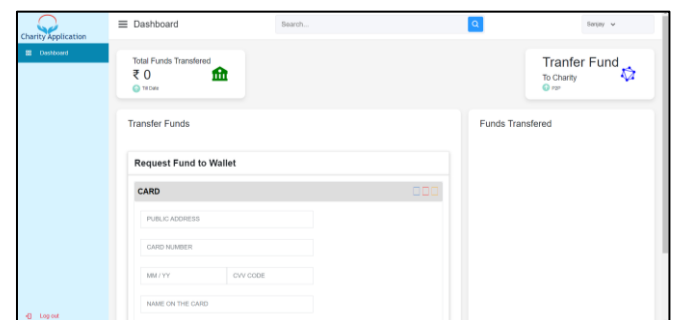 Charity Application
Dashboard
Log out
Dashboard
Search...
Sanjay
Total Funds Transfered
₹ 0
Till Date
Tranfer Fund
To Charity
Transfer Funds
Request Fund to Wallet
CARD
PUBLIC ADDRESS
CARD NUMBER
MM / YY
CVV CODE
NAME ON THE CARD
Funds Transfered